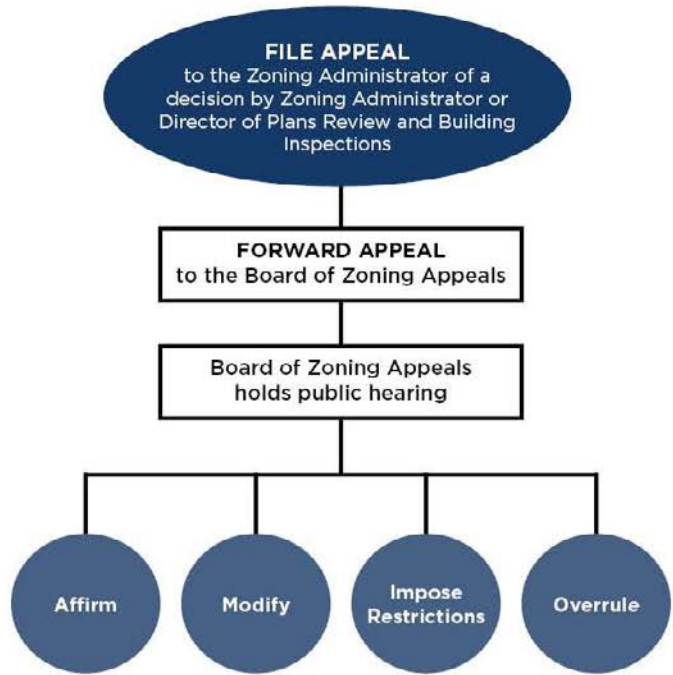 FILE APPEAL
to the Zoning Administrator of a
decision by Zoning Administrator or
Director of Plans Review and Building
Inspections
FORWARD APPEAL
to the Board of Zoning Appeals
Board of Zoning Appeals
holds public hearing
Affirm
Modify
Impose
Restrictions
Overrule